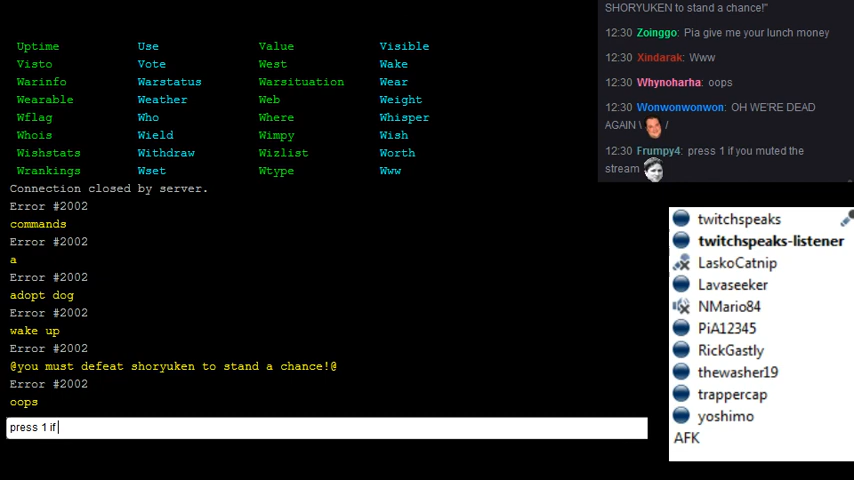 Uptime Use Value Visible
Visto Vote West Wake
Warinfo Warstatus Warsituation Wear
Wearable Weather Web Weight
Wflag Who Where Whisper
Whois Wield Wimpy Wish
Wishstats Withdraw Wizlist Worth
Wrankings Wset Wtype Www
Connection closed by server.
Error #2002
commands
Error #2002
a
Error #2002
adopt dog
Error #2002
wake up
Error #2002
@you must defeat shoryuken to stand a chance!@
Error #2002
oops
press 1 if
SHORYUKEN to stand a chance!"
12:30 Zoinggo: Pia give me your lunch money
12:30 Xindarak: Www
12:30 Whynoharha: oops
12:30 Wonwonwonwon: OH WE'RE DEAD
AGAIN \ /
12:30 Frumpy4: press 1 if you muted the
stream
twitchspeaks
twitchspeaks-listener
LaskoCatnip
Lavaseeker
NMario84
PiA12345
RickGastly
thewasher19
trappercap
yoshimo
AFK